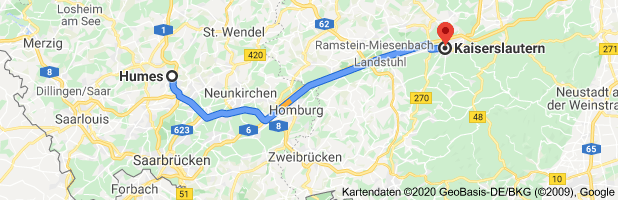 Losheim
am See
Merzig
1
St. Wendel
62
420
Ramstein-Miesenbach
Kaiserslautern
271
63
8
Humes
Landstuhl
Dillingen/Saar
Neunkirchen
48
Neustadt an
der Weinstraße
Saarlouis
Homburg
270
623
6
8
65
Saarbrücken
Zweibrücken
10
Forbach
51
Kartendaten ©2020 GeoBasis-DE/BKG (©2009), Google